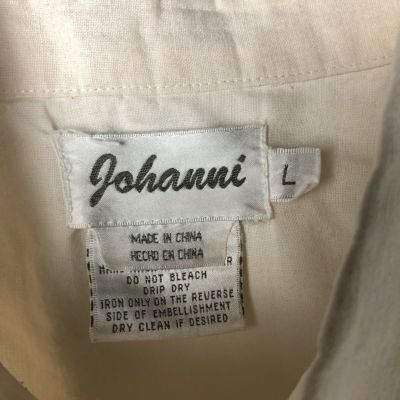 Johanni
L
MADE IN CHINA
HECHO EN CHINA
DO NOT BLEACH
DRIP DRY
IRON ONLY ON THE REVERSE
SIDE OF EMBELLISHMENT
DRY CLEAN IF DESIRED